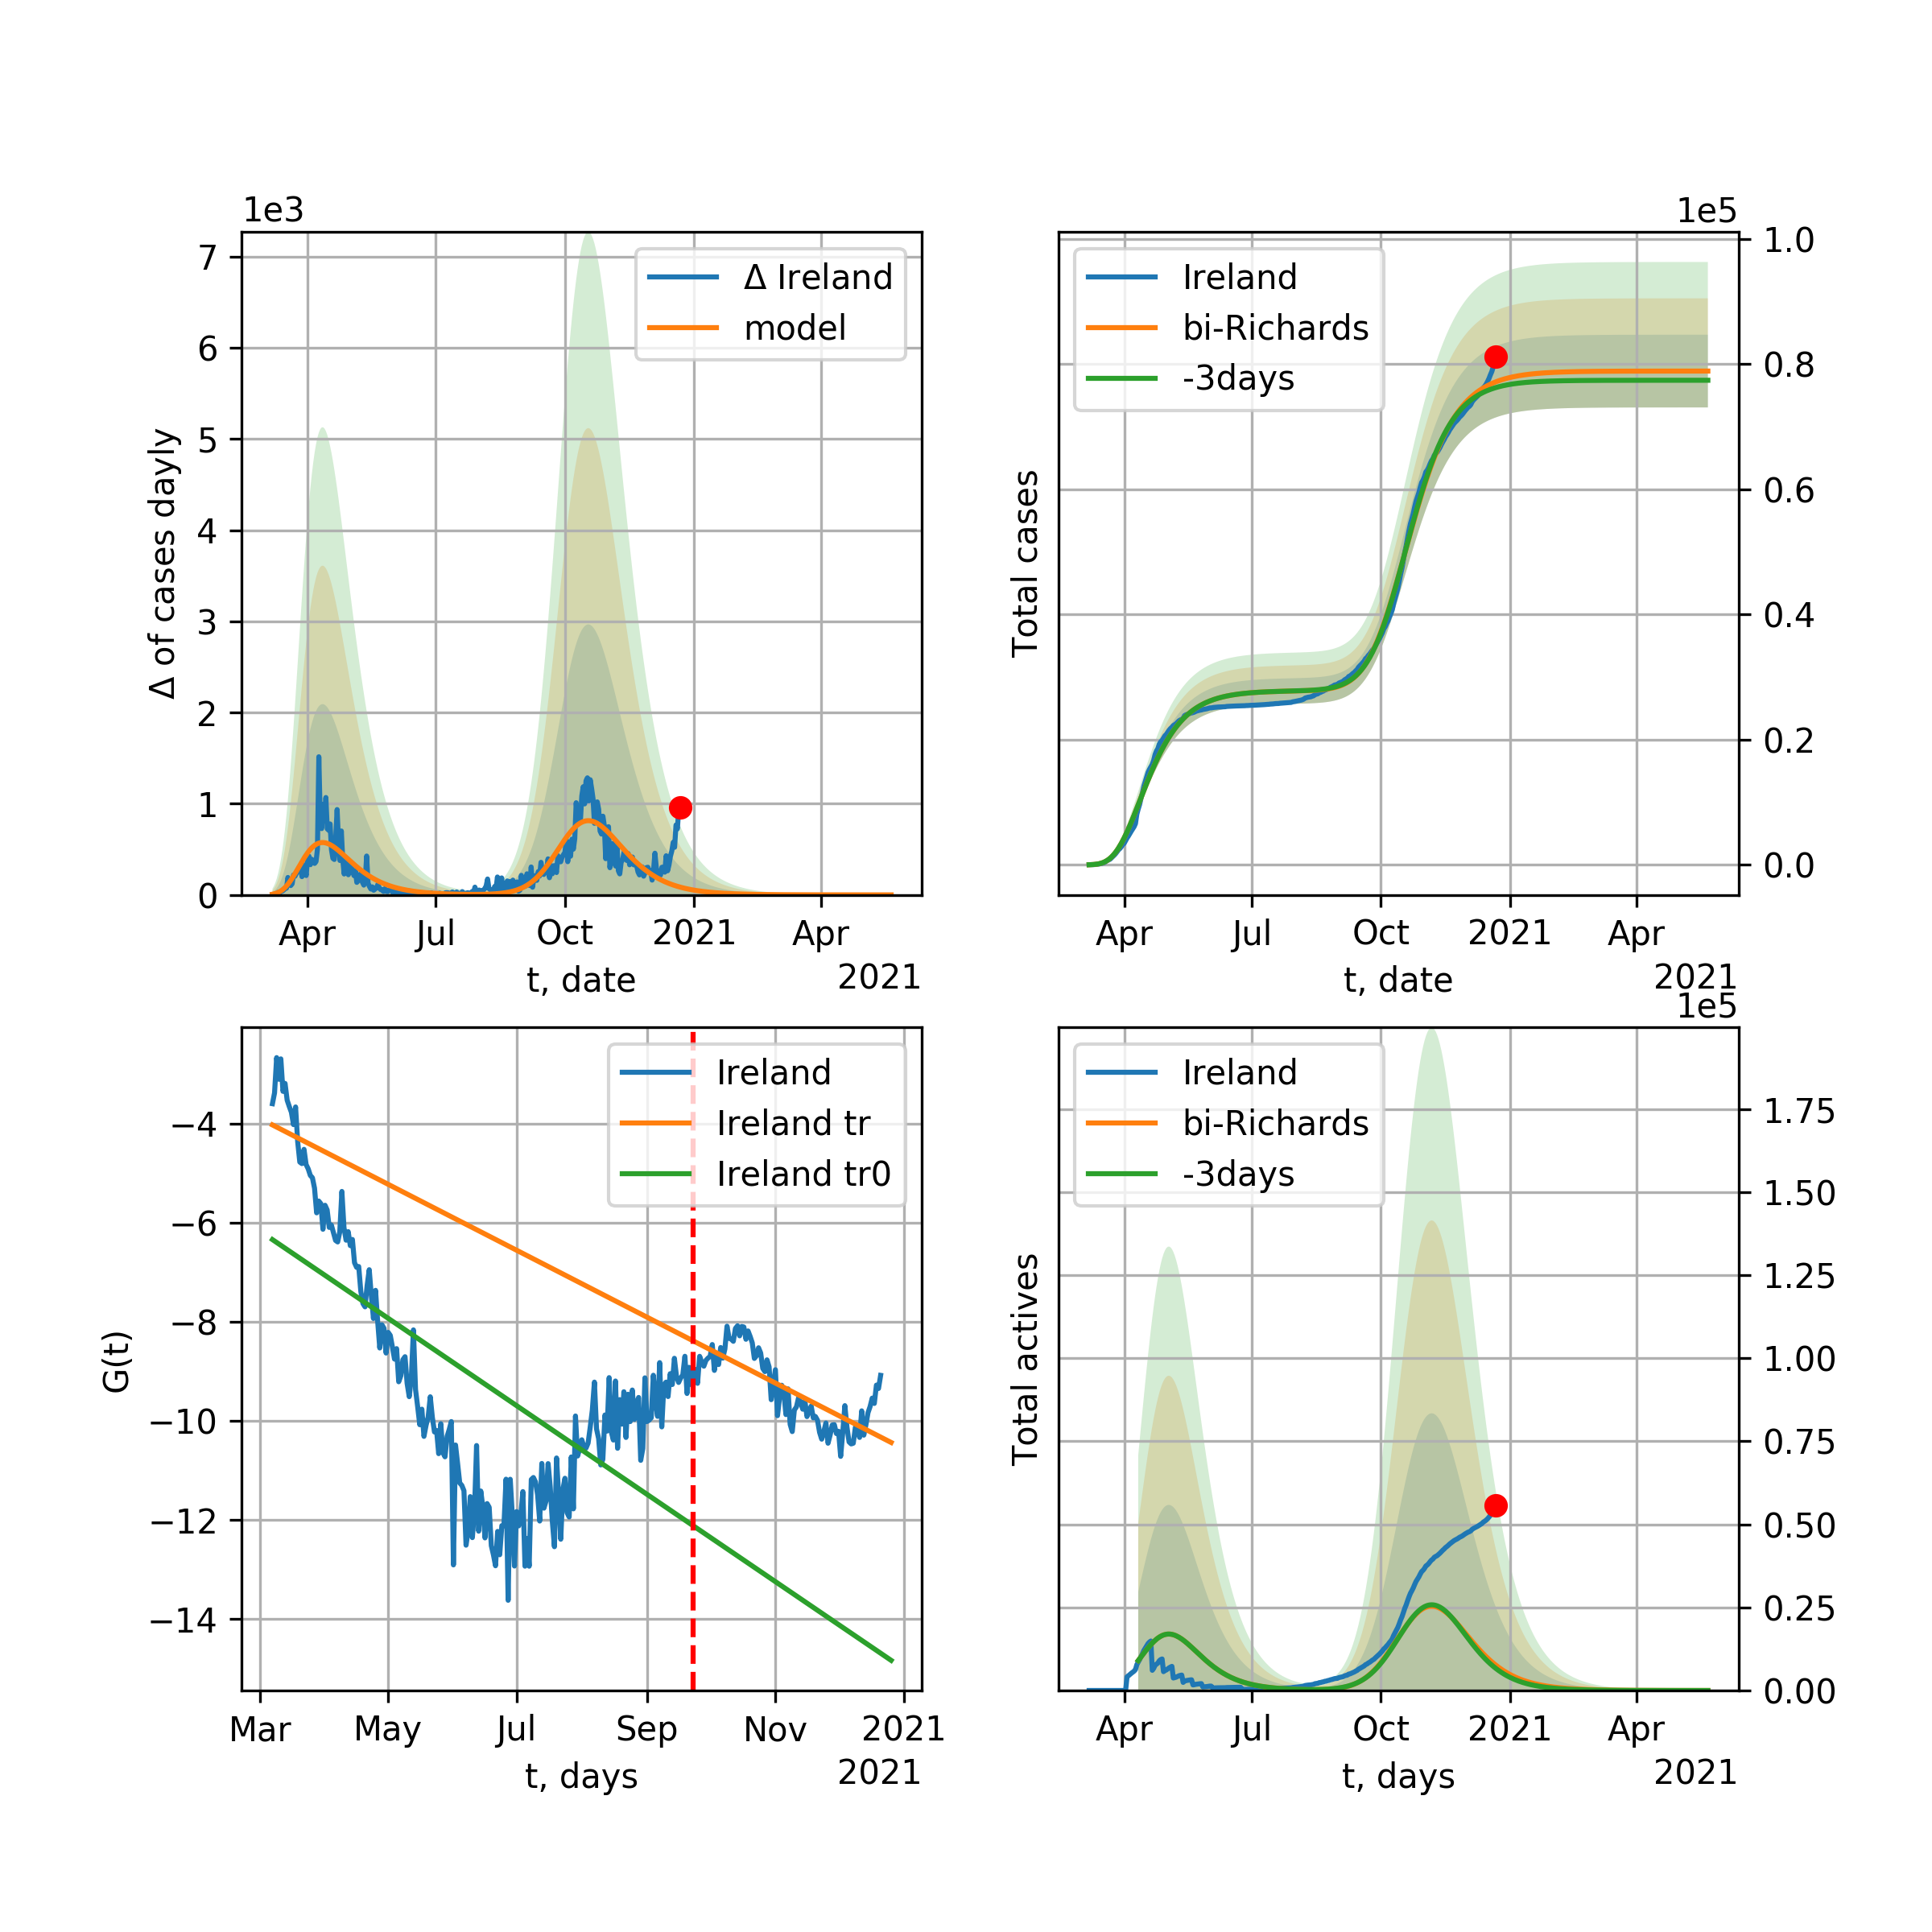 1e3
7
6
5
4
3
2
1
0
Δ of cases dayly
Δ Ireland
model
Apr
Jul
Oct
2021
Apr
t, date
2021
1e5
1.0
0.8
0.6
0.4
0.2
0.0
Total cases
Ireland
bi-Richards
-3days
Apr
Jul
Oct
2021
Apr
t, date
2021
−4
−6
−8
−10
−12
−14
G(t)
Ireland
Ireland tr
Ireland tr0
Mar
May
Jul
Sep
Nov
2021
t, days
2021
1e5
1.75
1.50
1.25
1.00
0.75
0.50
0.25
0.00
Total actives
Ireland
bi-Richards
-3days
Apr
Jul
Oct
2021
Apr
t, days
2021